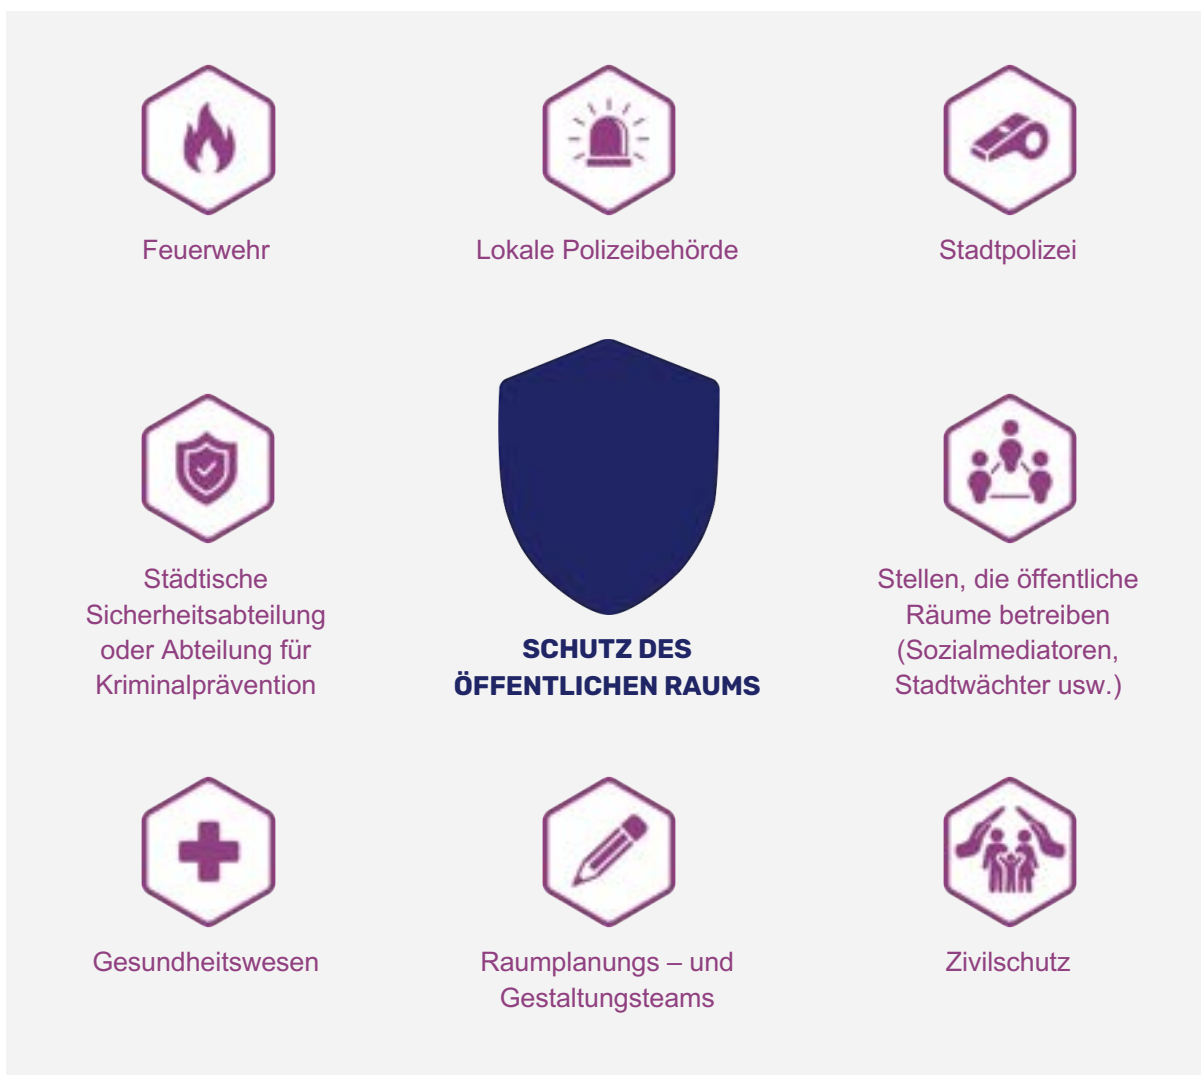 Feuerwehr
Lokale Polizeibehörde
Stadtpolizei
Städtische
Sicherheitsabteilung
oder Abteilung für
Kriminalprävention
SCHUTZ DES
ÖFFENTLICHEN RAUMS
Stellen, die öffentliche
Räume betreiben
(Sozialmediatoren,
Stadtwächter usw.)
Gesundheitswesen
Raumplanungs – und
Gestaltungsteams
Zivilschutz